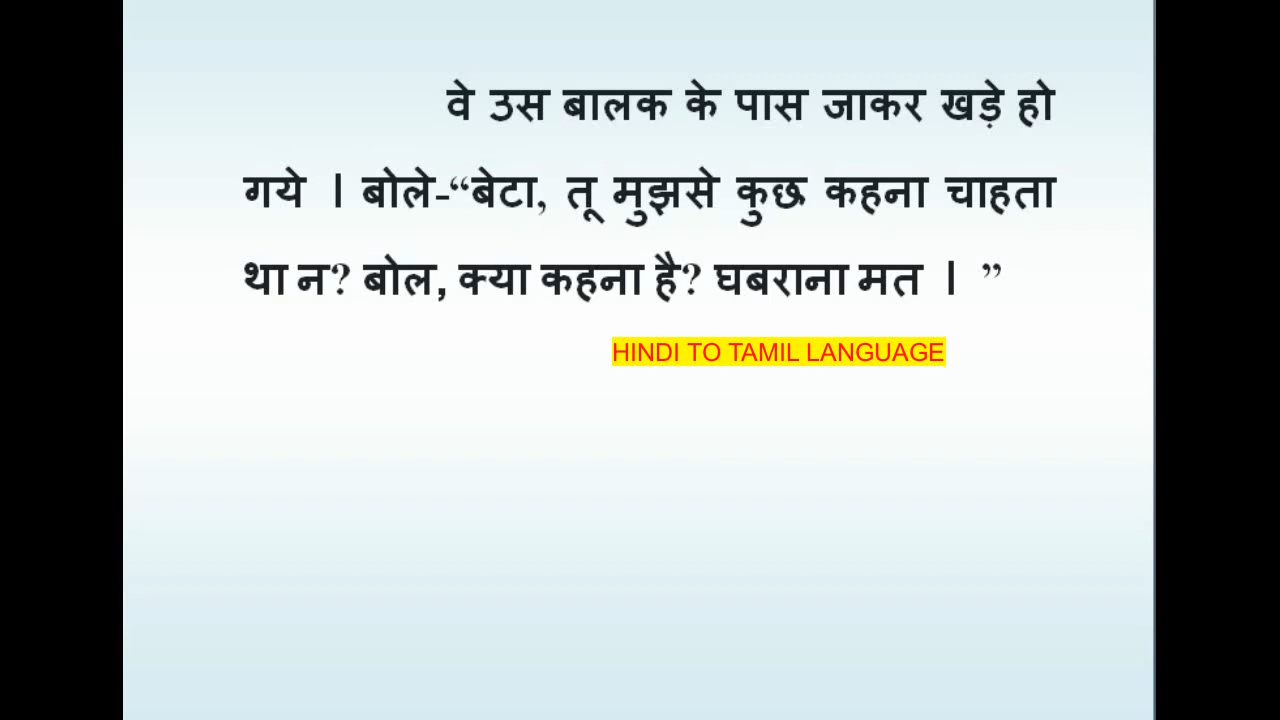 वे उस बालक के पास जाकर खड़े हो
गये । बोले-“बेटा, तू मुझसे कुछ कहना चाहता
था न? बोल, क्या कहना है? घबराना मत । ”
HINDI TO TAMIL LANGUAGE